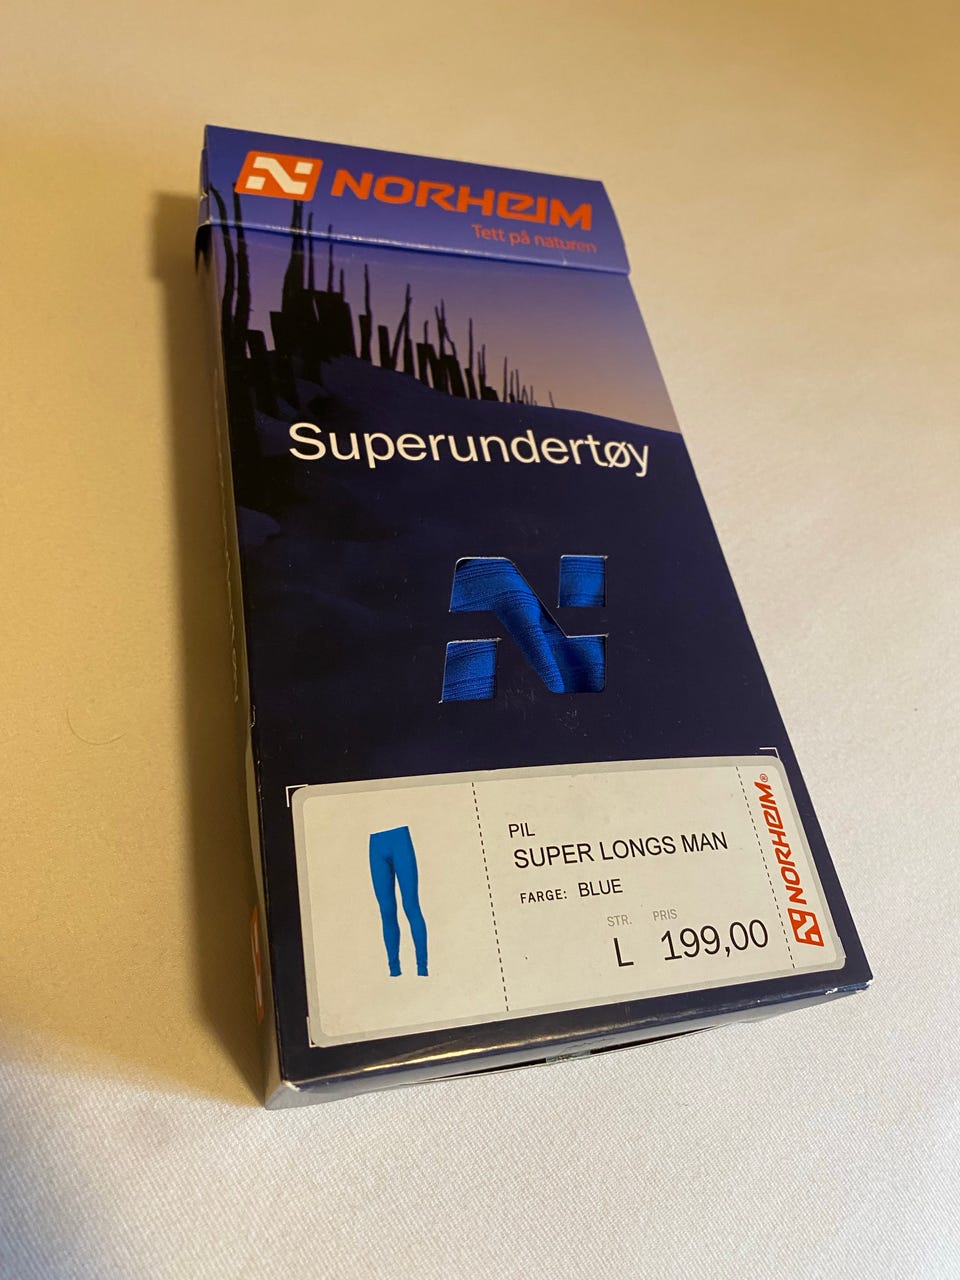 NORHEIM
Tett på naturen
Superundertøy
PIL
SUPER LONGS MAN
FARGE: BLUE
STR. PRIS
L 199,00
NORHEIM®